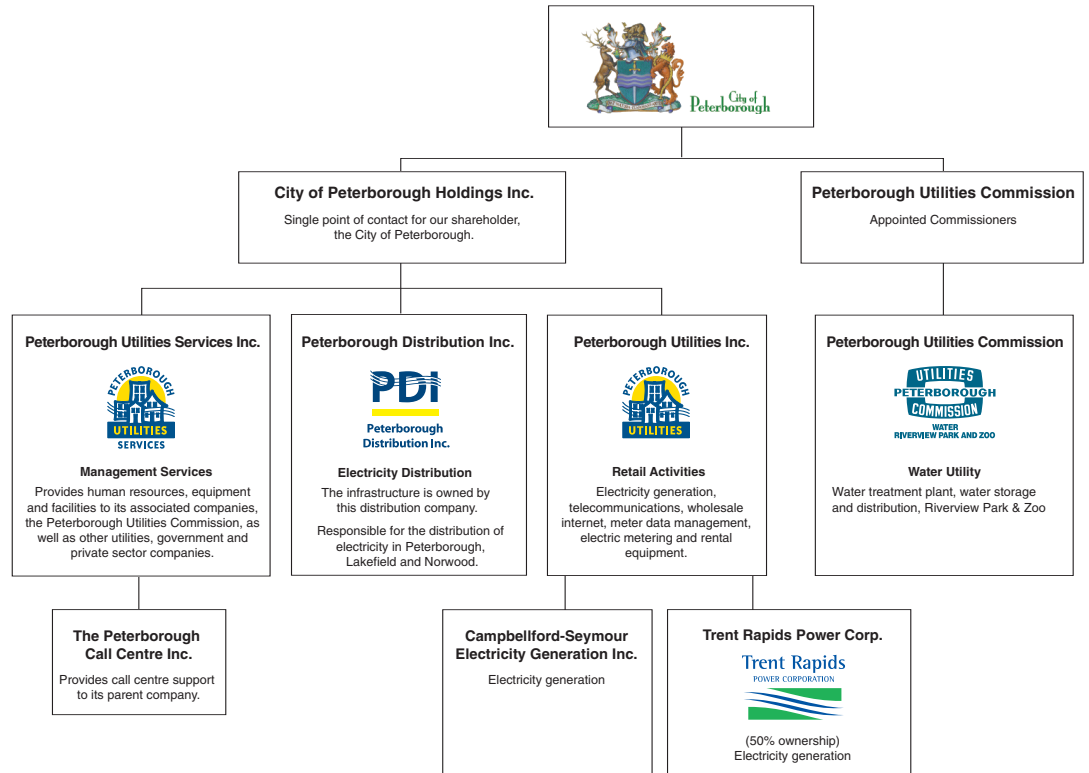 City of
Peterborough
City of Peterborough Holdings Inc.
Single point of contact for our shareholder,
the City of Peterborough.
Peterborough Utilities Commission
Appointed Commissioners
Peterborough Utilities Services Inc.
PETERBOROUGH
UTILITIES
SERVICES
Management Services
Provides human resources, equipment
and facilities to its associated companies,
the Peterborough Utilities Commission, as
well as other utilities, government and
private sector companies.
Peterborough Distribution Inc.
PDI
Peterborough
Distribution Inc.
Electricity Distribution
The infrastructure is owned by
this distribution company.
Responsible for the distribution of
electricity in Peterborough,
Lakefield and Norwood.
Peterborough Utilities Inc.
PETERBOROUGH
UTILITIES
Retail Activities
Electricity generation,
telecommunications, wholesale
internet, meter data management,
electric metering and rental
equipment.
Peterborough Utilities Commission
UTILITIES
PETERBOROUGH
COMMISSION
WATER
RIVERVIEW PARK AND ZOO
Water Utility
Water treatment plant, water storage
and distribution, Riverview Park & Zoo
The Peterborough
Call Centre Inc.
Provides call centre support
to its parent company.
Campbellford-Seymour
Electricity Generation Inc.
Electricity generation
Trent Rapids Power Corp.
Trent Rapids
POWER CORPORATION
(50% ownership)
Electricity generation